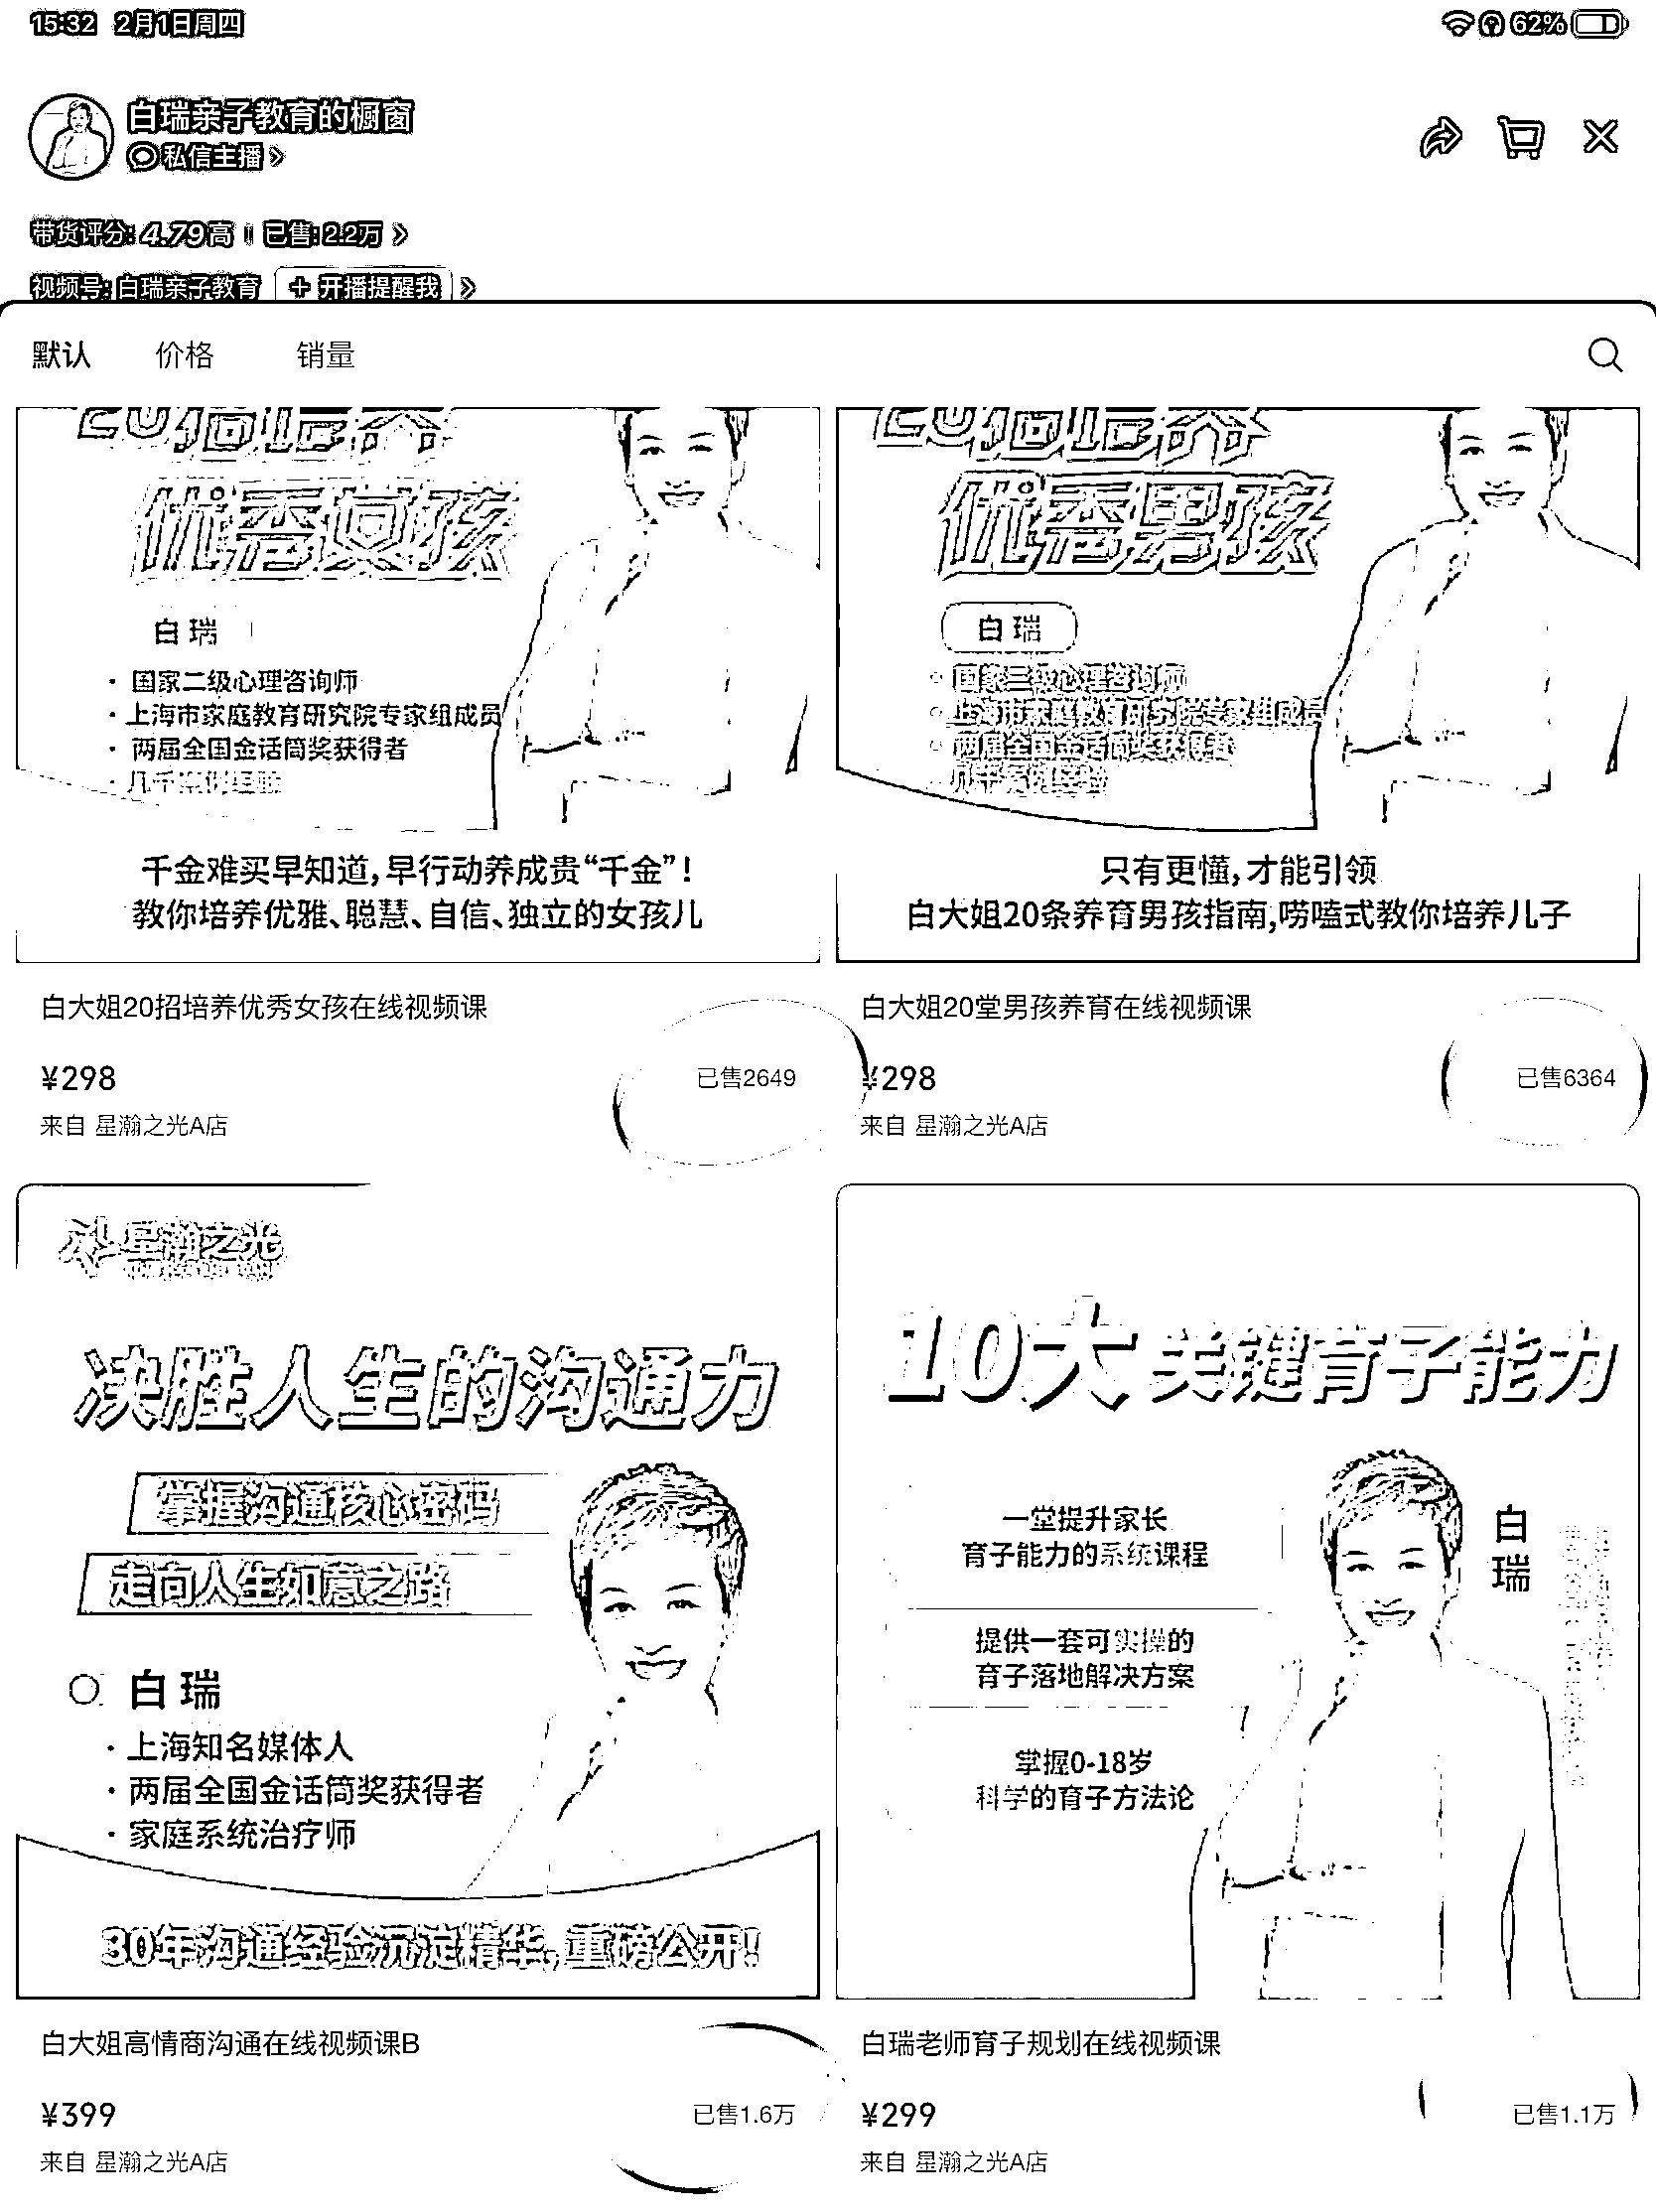 15:32 2月1日周四
62%
白瑞亲子教育的橱窗
私信主播
带货评分: 4.79高 已售:2.2万
视频号: 白瑞亲子教育 + 开播提醒我
默认 价格 销量
20招培养
优秀女孩
白瑞
· 国家二级心理咨询师
· 上海市家庭教育研究院专家组成员
· 两届全国金话筒奖获得者
千金难买早知道,早行动养成贵“千金”!
教你培养优雅、聪慧、自信、独立的女孩儿
白大姐20招培养优秀女孩在线视频课
¥298 已售2649
来自 星瀚之光A店
20招培养
优秀男孩
白瑞
国家二级心理咨询师
上海市家庭教育研究院专家组成员
两届全国金话筒奖获得者
只有更懂,才能引领
白大姐20条养育男孩指南,唠嗑式教你培养儿子
白大姐20堂男孩养育在线视频课
¥298 已售6364
来自 星瀚之光A店
星瀚之光
决胜人生的沟通力
掌握沟通核心密码
走向人生如意之路
白瑞
· 上海知名媒体人
· 两届全国金话筒奖获得者
· 家庭系统治疗师
30年沟通经验沉淀精华,重磅公开!
白大姐高情商沟通在线视频课B
¥399 已售1.6万
来自 星瀚之光A店
10大关键育子能力
一堂提升家长
育子能力的系统课程
提供一套可实操的
育子落地解决方案
掌握0-18岁
科学的育子方法论
白瑞
白瑞老师育子规划在线视频课
¥299 已售1.1万
来自 星瀚之光A店